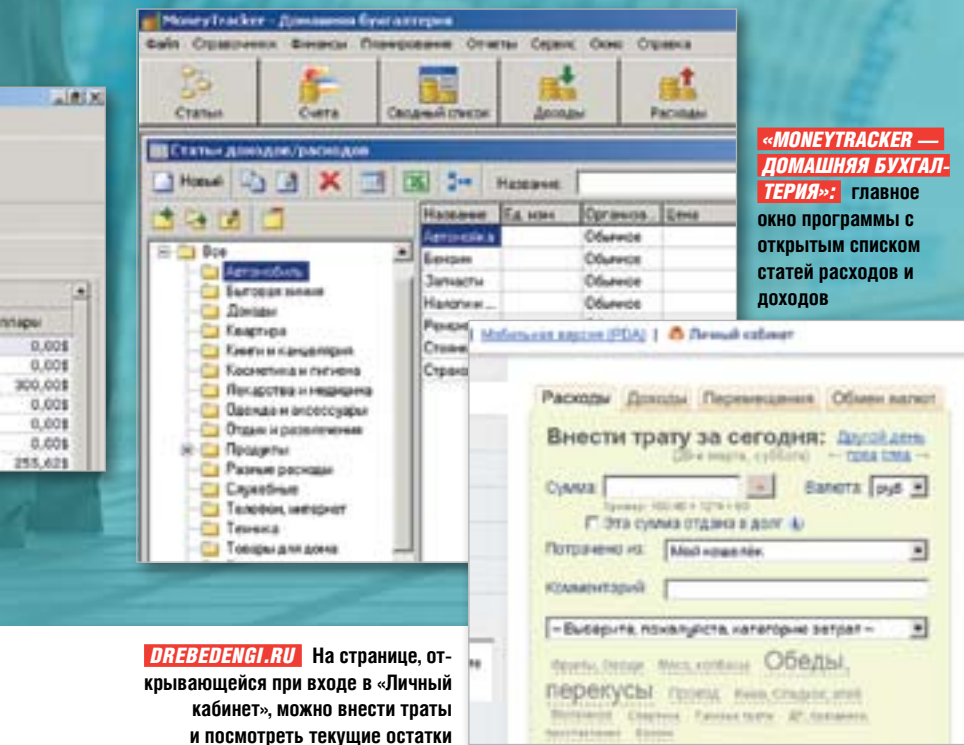 MoneyTracker - Домашняя бухгалтерия
Файл Справочники Финансы Планирование Отчеты Сервис Окно Справка
Статьи Счета Сводный список Доходы Расходы
Статьи доходов/расходов
Новый Название:
Название Ед. изм. Цена
Автомойка Обычное
Бензин Обычное
Запчасти Обычное
Налоги и ... Обычное
Все
Автомобиль
Бытовая химия
Доходы
Квартира
Книги и канцелярия
Косметика и гигиена
Лекарства и медицина
Одежда и аксессуары
Отдых и развлечения
Продукты
Разные расходы
Служебные
Телефон, интернет
Техника
Товары для дома
0,00$
0,00$
300,00$
0,00$
0,00$
0,00$
255,62$
«MONEYTRACKER —
ДОМАШНЯЯ БУХГАЛ-
ТЕРИЯ»: главное
окно программы с
открытым списком
статей расходов и
доходов
| Мобильная версия (PDA) | Личный кабинет
Расходы Доходы Перемещения Обмен валют
Внести трату за сегодня: Другой день
← пред след →
Сумма: Валюта: руб
Эта сумма отдана в долг
Потрачено из: Мой кошелёк
Комментарий:
– Выберите, пожалуйста, категорию затрат –
Обеды,
перекусы проезд
DREBEDENGI.RU На странице, от-
крывающейся при входе в «Личный
кабинет», можно внести траты
и посмотреть текущие остатки